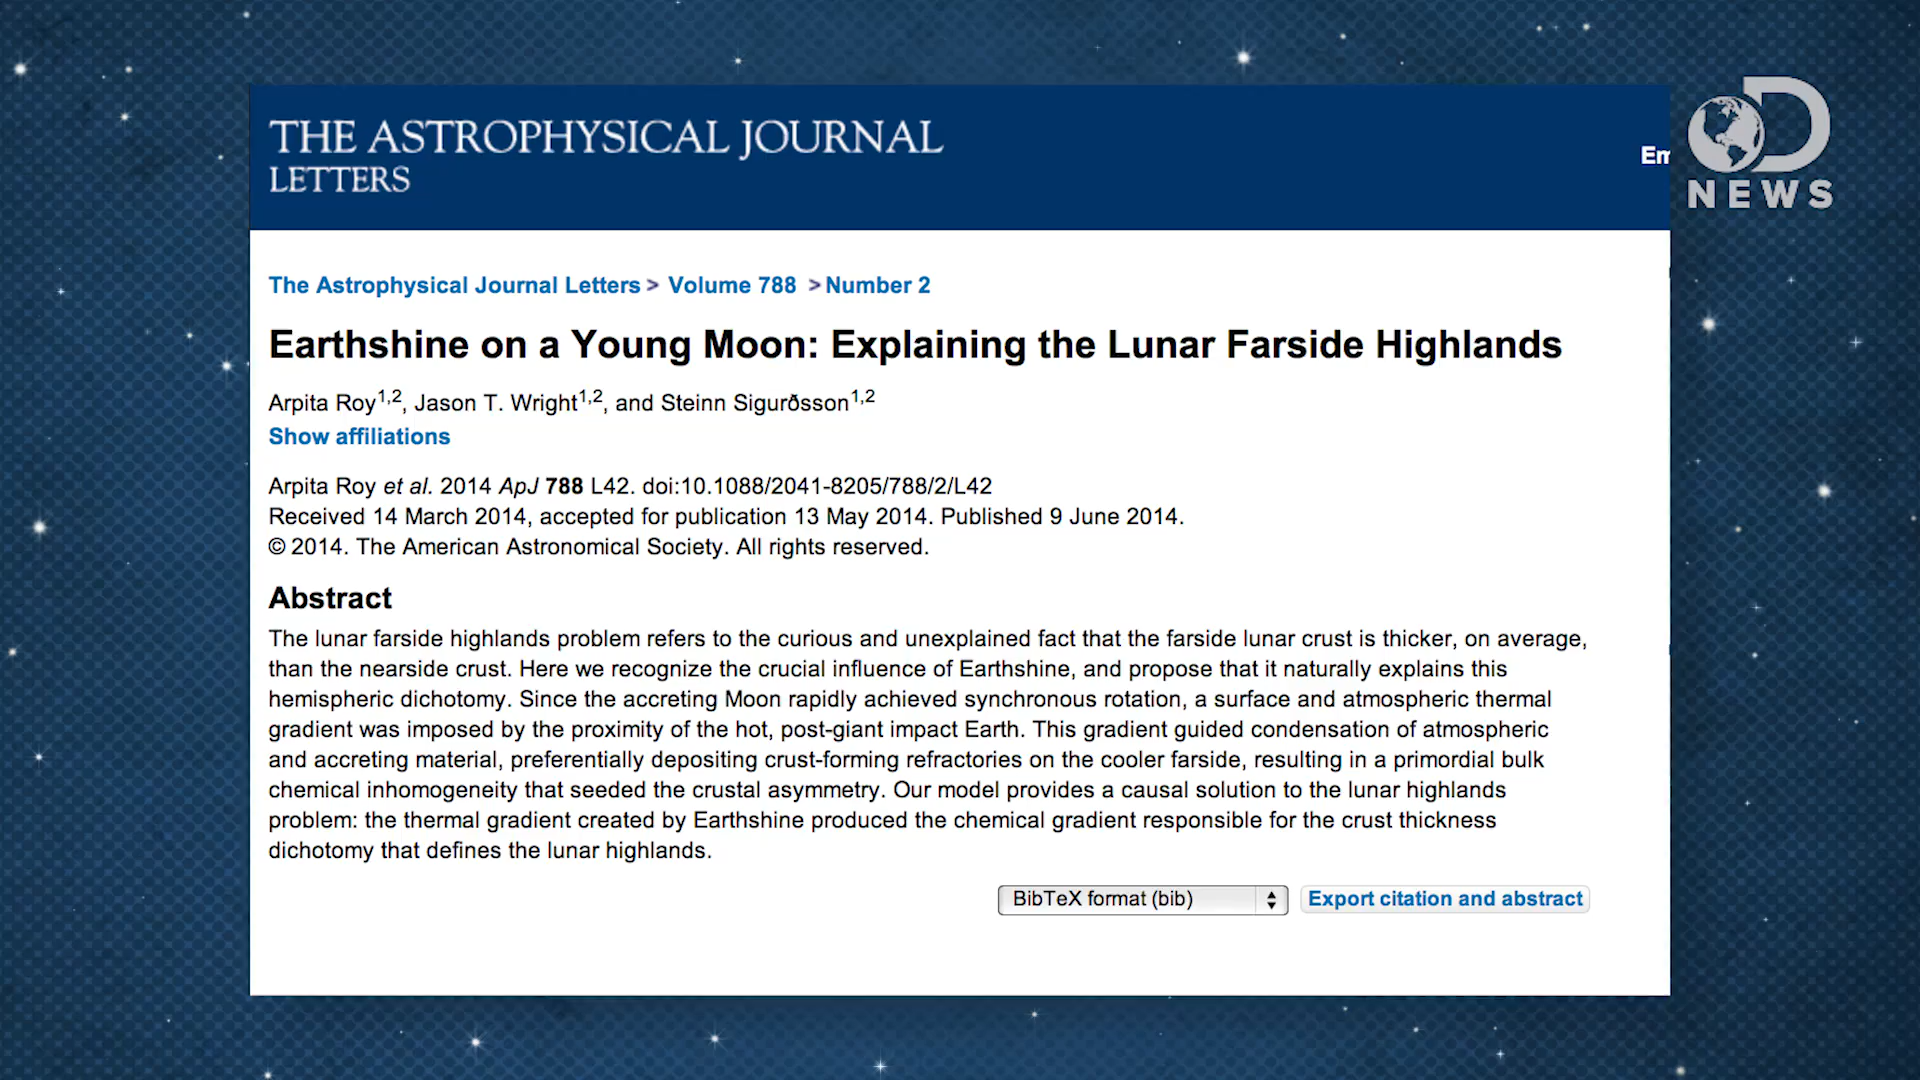 THE ASTROPHYSICAL JOURNAL
LETTERS
Em
NEWS
The Astrophysical Journal Letters > Volume 788 > Number 2
Earthshine on a Young Moon: Explaining the Lunar Farside Highlands
Arpita Roy1,2, Jason T. Wright1,2, and Steinn Sigurðsson1,2
Show affiliations
Arpita Roy et al. 2014 ApJ 788 L42. doi:10.1088/2041-8205/788/2/L42
Received 14 March 2014, accepted for publication 13 May 2014. Published 9 June 2014.
© 2014. The American Astronomical Society. All rights reserved.
Abstract
The lunar farside highlands problem refers to the curious and unexplained fact that the farside lunar crust is thicker, on average,
than the nearside crust. Here we recognize the crucial influence of Earthshine, and propose that it naturally explains this
hemispheric dichotomy. Since the accreting Moon rapidly achieved synchronous rotation, a surface and atmospheric thermal
gradient was imposed by the proximity of the hot, post-giant impact Earth. This gradient guided condensation of atmospheric
and accreting material, preferentially depositing crust-forming refractories on the cooler farside, resulting in a primordial bulk
chemical inhomogeneity that seeded the crustal asymmetry. Our model provides a causal solution to the lunar highlands
problem: the thermal gradient created by Earthshine produced the chemical gradient responsible for the crust thickness
dichotomy that defines the lunar highlands.
BibTeX format (bib)
Export citation and abstract